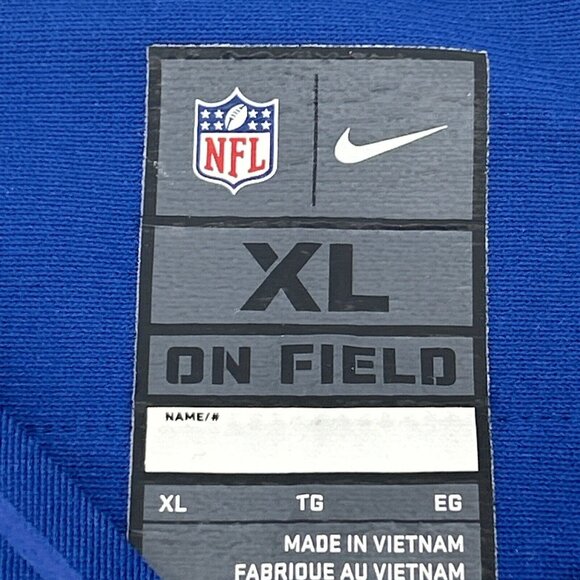 NFL
XL
ON FIELD
NAME/#
XL TG EG
MADE IN VIETNAM
FABRIQUE AU VIETNAM